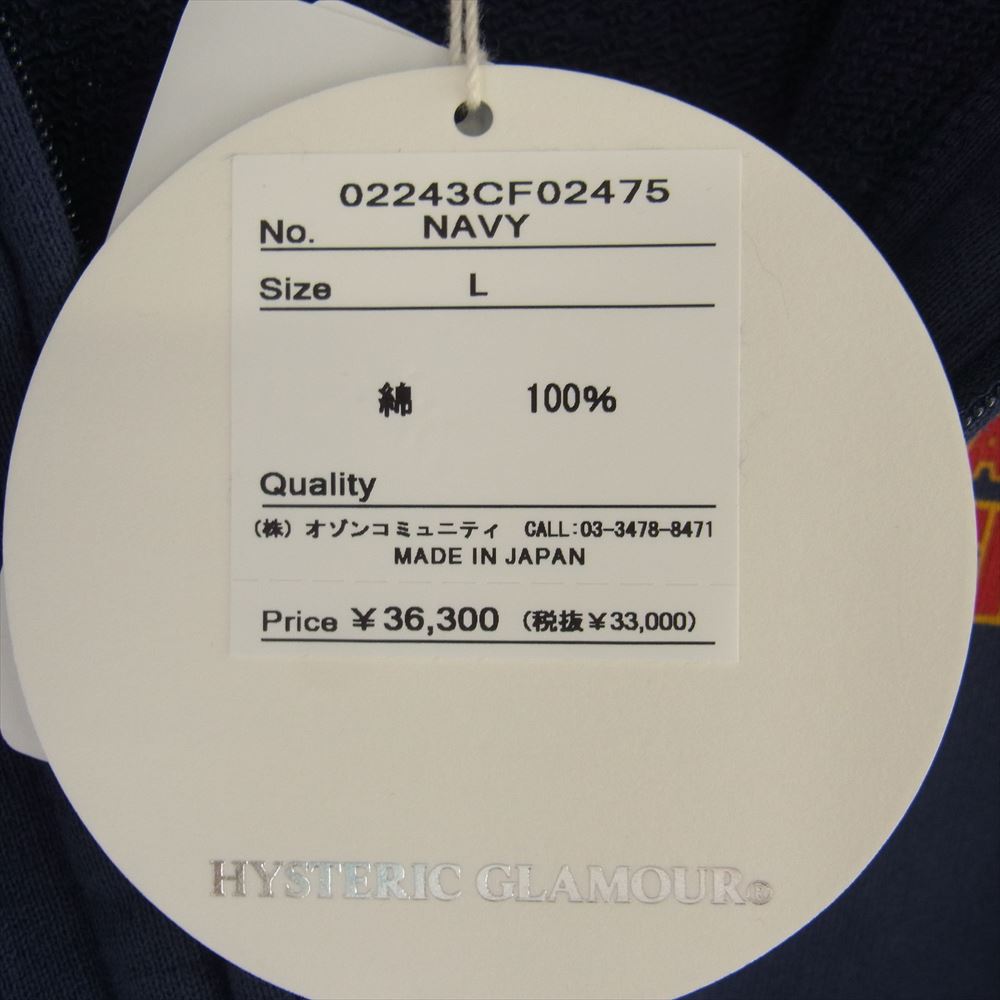 02243CF02475
No. NAVY
Size L
綿 100%
Quality
(株) オゾンコミュニティ CALL:03-3478-8471
MADE IN JAPAN
Price ¥36,300 (税抜¥33,000)
HYSTERIC GLAMOUR®